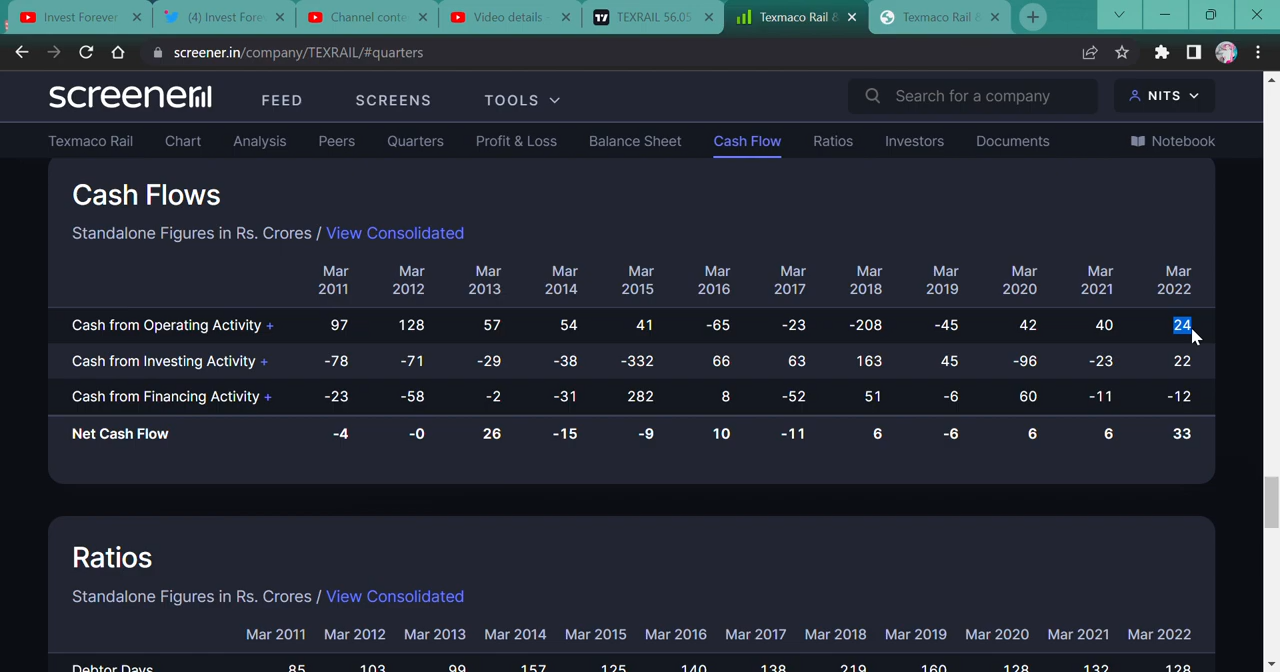 Invest Forever
(4) Invest Fore
Channel conte
Video details
TEXRAIL 56.05
Texmaco Rail &
Texmaco Rail &
screener.in/company/TEXRAIL/#quarters
screener
FEED
SCREENS
TOOLS
Search for a company
NITS
Texmaco Rail Chart Analysis Peers Quarters Profit & Loss Balance Sheet Cash Flow Ratios Investors Documents Notebook
Cash Flows
Standalone Figures in Rs. Crores / View Consolidated
Mar 2011 Mar 2012 Mar 2013 Mar 2014 Mar 2015 Mar 2016 Mar 2017 Mar 2018 Mar 2019 Mar 2020 Mar 2021 Mar 2022
Cash from Operating Activity + 97 128 57 54 41 -65 -23 -208 -45 42 40 24
Cash from Investing Activity + -78 -71 -29 -38 -332 66 63 163 45 -96 -23 22
Cash from Financing Activity + -23 -58 -2 -31 282 8 -52 51 -6 60 -11 -12
Net Cash Flow -4 -0 26 -15 -9 10 -11 6 -6 6 6 33
Ratios
Standalone Figures in Rs. Crores / View Consolidated
Mar 2011 Mar 2012 Mar 2013 Mar 2014 Mar 2015 Mar 2016 Mar 2017 Mar 2018 Mar 2019 Mar 2020 Mar 2021 Mar 2022
Debtor Days 85 103 99 157 125 140 138 219 160 128 132 128